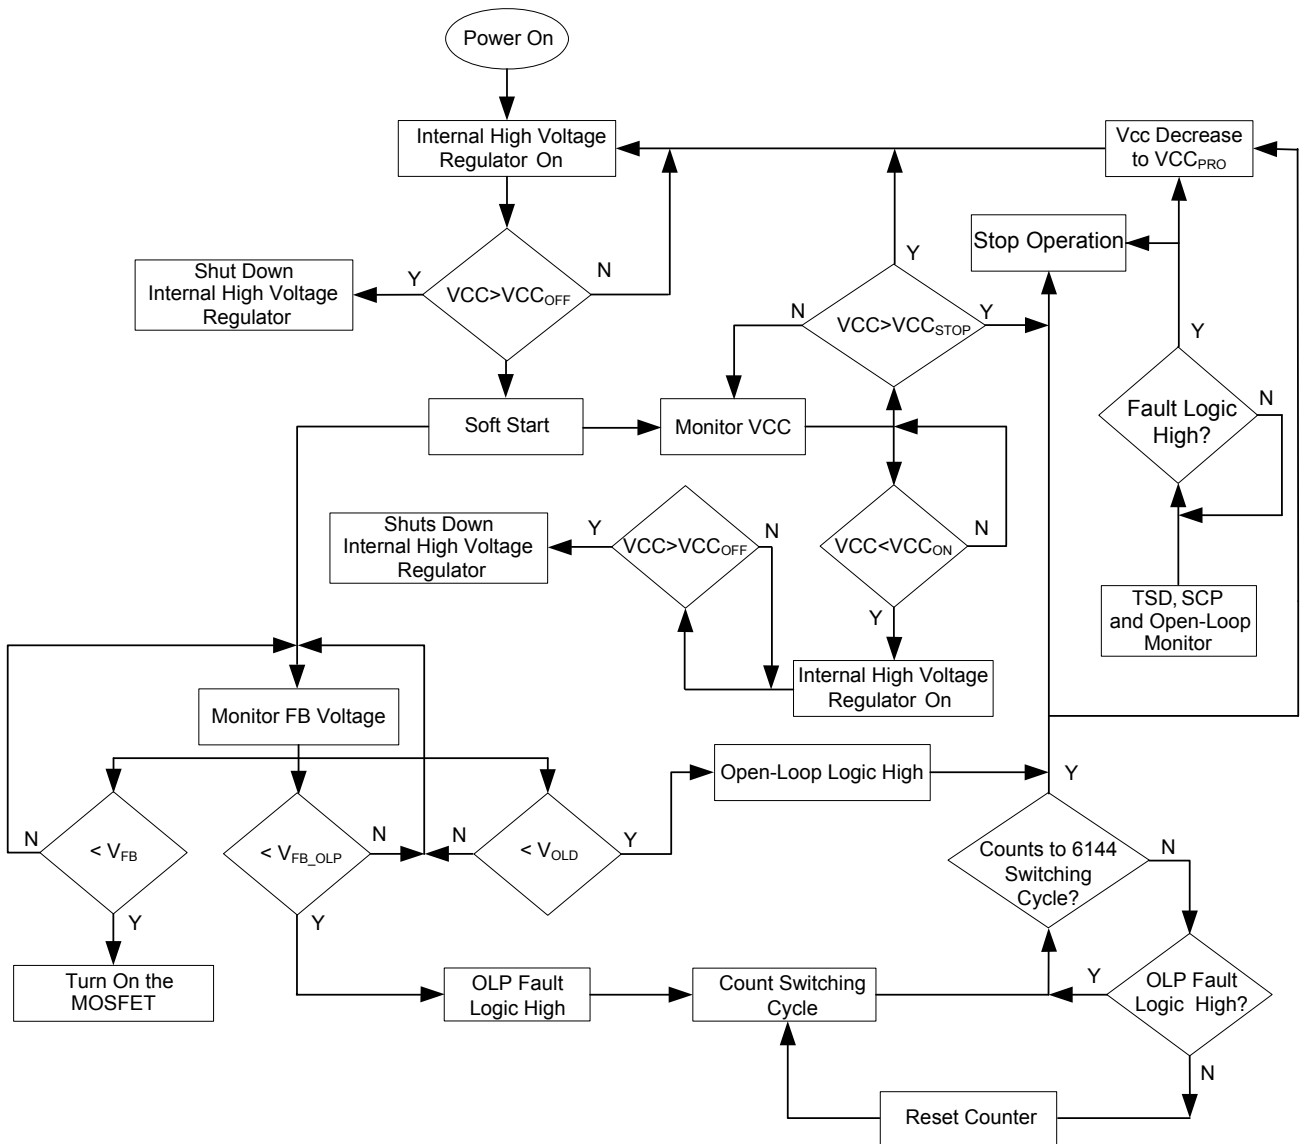 Power On
Internal High Voltage
Regulator On
Vcc Decrease
to VCCPRO
Stop Operation
Shut Down
Internal High Voltage
Regulator
Y
VCC>VCCOFF
N
Y
N
VCC>VCCSTOP
Y
Y
Fault Logic
High?
N
Soft Start
Monitor VCC
Shuts Down
Internal High Voltage
Regulator
Y
VCC>VCCOFF
N
VCC<VCCON
N
Y
TSD, SCP
and Open-Loop
Monitor
Internal High Voltage
Regulator On
Monitor FB Voltage
Open-Loop Logic High
Y
N
< VFB
Y
< VFB_OLP
N
Y
N
< VOLD
Y
Counts to 6144
Switching
Cycle?
N
Turn On the
MOSFET
OLP Fault
Logic High
Count Switching
Cycle
Y
OLP Fault
Logic High?
N
Reset Counter